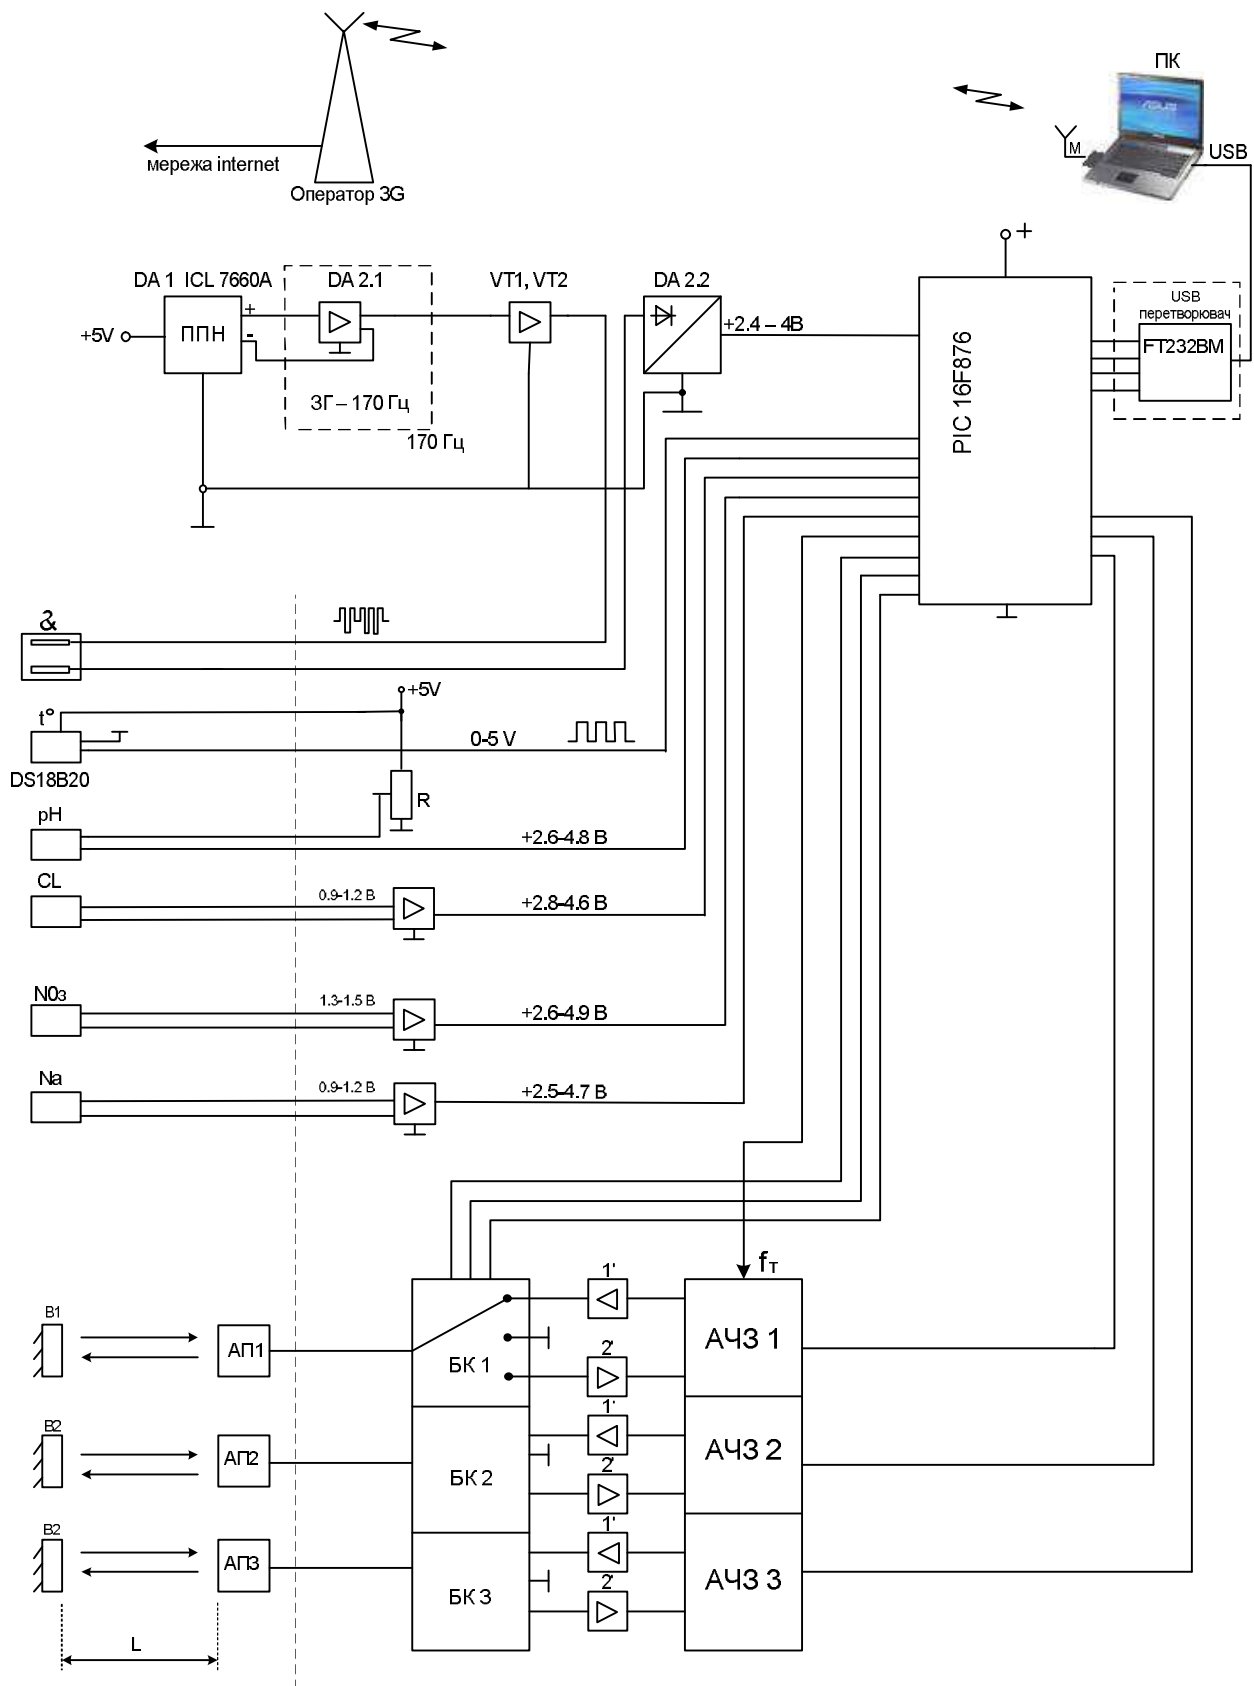 ПК
M
USB
мережа internet
Оператор 3G
+
DA 1 ICL 7660A
DA 2.1
VT1, VT2
DA 2.2
USB
перетворювач
FT232BM
+5V
ППН
+
-
+2.4 – 4В
PIC 16F876
ЗГ – 170 Гц
170 Гц
&
+5V
t°
0-5 V
DS18B20
R
pH
+2.6-4.8 В
CL
0.9-1.2 В
+2.8-4.6 В
N03
1.3-1.5 В
+2.6-4.9 В
Na
0.9-1.2 В
+2.5-4.7 В
fт
1'
В1
АП1
БК 1
2'
АЧЗ 1
1'
В2
АП2
БК 2
2'
АЧЗ 2
1'
В2
АП3
БК 3
2'
АЧЗ 3
L